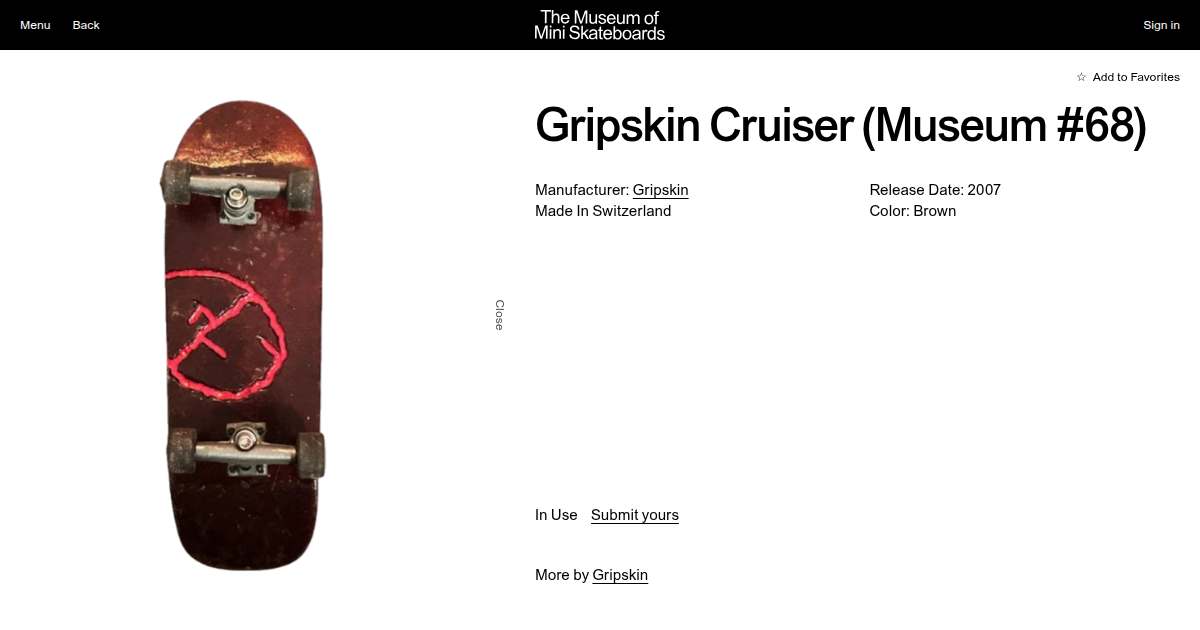 Menu
Back
The Museum of
Mini Skateboards
Sign in
☆ Add to Favorites
Gripskin Cruiser (Museum #68)
Manufacturer: Gripskin
Made In Switzerland
Release Date: 2007
Color: Brown
Close
In Use Submit yours
More by Gripskin